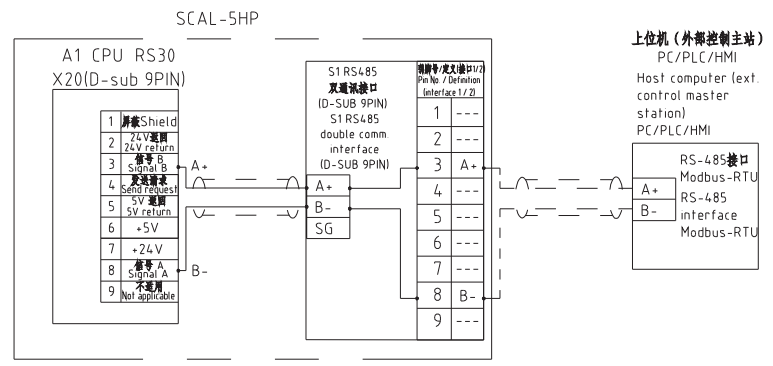 SCAL-5HP
A1 CPU RS30
X20(D-sub 9PIN)
1 屏蔽Shield
2 24V返回
24V return
3 信号 B
Signal B
4 发送请求
Send request
5 5V 返回
5V return
6 +5V
7 +24V
8 信号 A
Signal A
9 不适用
Not applicable
A+
B-
S1 RS485
双通讯接口
(D-SUB 9PIN)
S1 RS485
double comm.
interface
(D-SUB 9PIN)
A+
B-
SG
/定义(接口1/2)
Pin No. / Definition
(interface 1 / 2)
1 ---
2 ---
3 A+
4 ---
5 ---
6 ---
7 ---
8 B-
9 ---
上位机（外部控制主站）
PC/PLC/HMI
Host computer (ext.
control master
station)
PC/PLC/HMI
A+
B-
RS-485接口
Modbus-RTU
RS-485
interface
Modbus-RTU